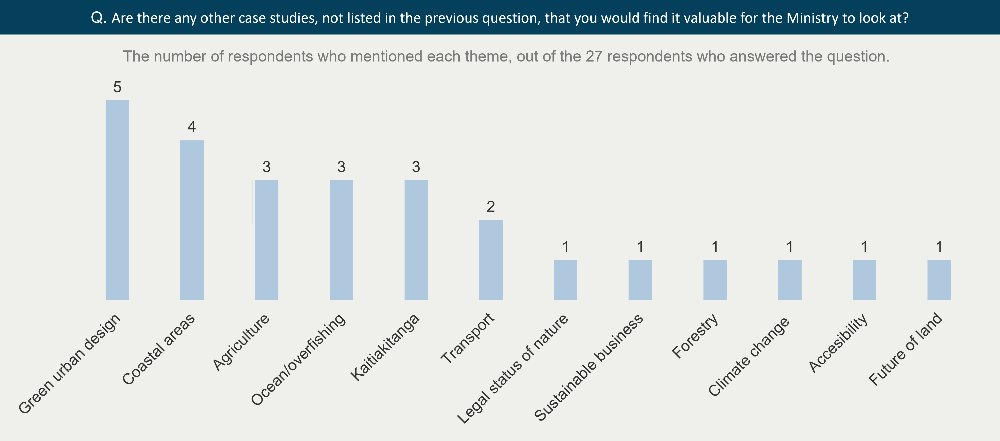 Q. Are there any other case studies, not listed in the previous question, that you would find it valuable for the Ministry to look at?
The number of respondents who mentioned each theme, out of the 27 respondents who answered the question.
5
4
3
3
3
2
1
1
1
1
1
1
Green urban design
Coastal areas
Agriculture
Ocean/overfishing
Kaitiakitanga
Transport
Legal status of nature
Sustainable business
Forestry
Climate change
Accesibility
Future of land